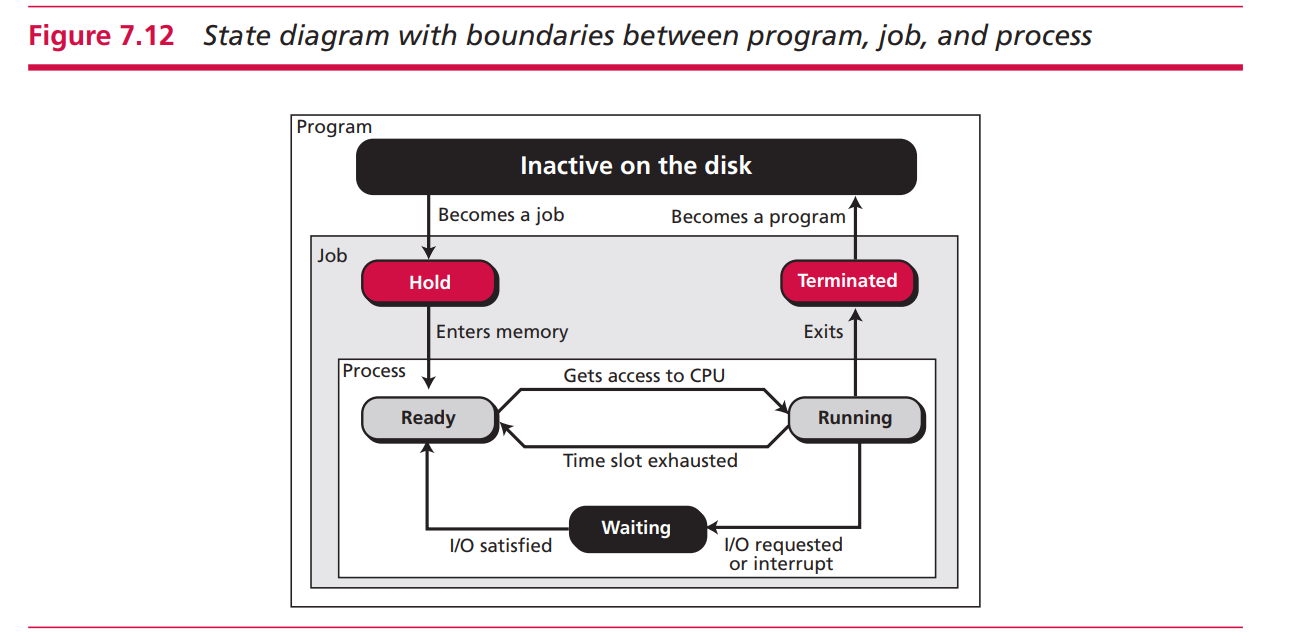 Figure 7.12 State diagram with boundaries between program, job, and process
Program
Inactive on the disk
Becomes a job
Becomes a program
Job
Hold
Terminated
Enters memory
Exits
Process
Gets access to CPU
Ready
Running
Time slot exhausted
Waiting
I/O satisfied
I/O requested
or interrupt